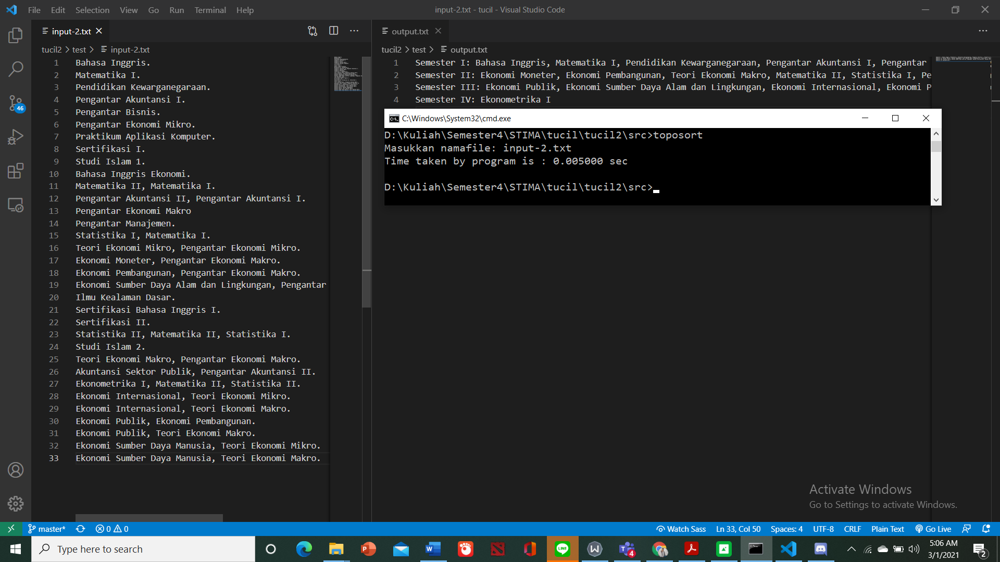 File Edit Selection View Go Run Terminal Help
input-2.txt - tucil - Visual Studio Code
input-2.txt
tucil2 > test > input-2.txt
1 Bahasa Inggris.
2 Matematika I.
3 Pendidikan Kewarganegaraan.
4 Pengantar Akuntansi I.
5 Pengantar Bisnis.
6 Pengantar Ekonomi Mikro.
7 Praktikum Aplikasi Komputer.
8 Sertifikasi I.
9 Studi Islam 1.
10 Bahasa Inggris Ekonomi.
11 Matematika II, Matematika I.
12 Pengantar Akuntansi II, Pengantar Akuntansi I.
13 Pengantar Ekonomi Makro
14 Pengantar Manajemen.
15 Statistika I, Matematika I.
16 Teori Ekonomi Mikro, Pengantar Ekonomi Mikro.
17 Ekonomi Moneter, Pengantar Ekonomi Makro.
18 Ekonomi Pembangunan, Pengantar Ekonomi Makro.
19 Ekonomi Sumber Daya Alam dan Lingkungan, Pengantar
20 Ilmu Kealaman Dasar.
21 Sertifikasi Bahasa Inggris I.
22 Sertifikasi II.
23 Statistika II, Matematika II, Statistika I.
24 Studi Islam 2.
25 Teori Ekonomi Makro, Pengantar Ekonomi Makro.
26 Akuntansi Sektor Publik, Pengantar Akuntansi II.
27 Ekonometrika I, Matematika II, Statistika II.
28 Ekonomi Internasional, Teori Ekonomi Mikro.
29 Ekonomi Internasional, Teori Ekonomi Makro.
30 Ekonomi Publik, Ekonomi Pembangunan.
31 Ekonomi Publik, Teori Ekonomi Makro.
32 Ekonomi Sumber Daya Manusia, Teori Ekonomi Mikro.
33 Ekonomi Sumber Daya Manusia, Teori Ekonomi Makro.
output.txt
tucil2 > test > output.txt
1 Semester I: Bahasa Inggris, Matematika I, Pendidikan Kewarganegaraan, Pengantar Akuntansi I, Pengantar
2 Semester II: Ekonomi Moneter, Ekonomi Pembangunan, Teori Ekonomi Makro, Matematika II, Statistika I, Pe
3 Semester III: Ekonomi Publik, Ekonomi Sumber Daya Alam dan Lingkungan, Ekonomi Internasional, Ekonomi P
4 Semester IV: Ekonometrika I
C:\Windows\System32\cmd.exe
D:\Kuliah\Semester4\STIMA\tucil\tucil2\src>toposort
Masukkan namafile: input-2.txt
Time taken by program is : 0.005000 sec
D:\Kuliah\Semester4\STIMA\tucil\tucil2\src>
46
Activate Windows
Go to Settings to activate Windows.
master* 0 0
Watch Sass Ln 33, Col 50 Spaces: 4 UTF-8 CRLF Plain Text Go Live
Type here to search
LINE
4
5:06 AM
3/1/2021
2